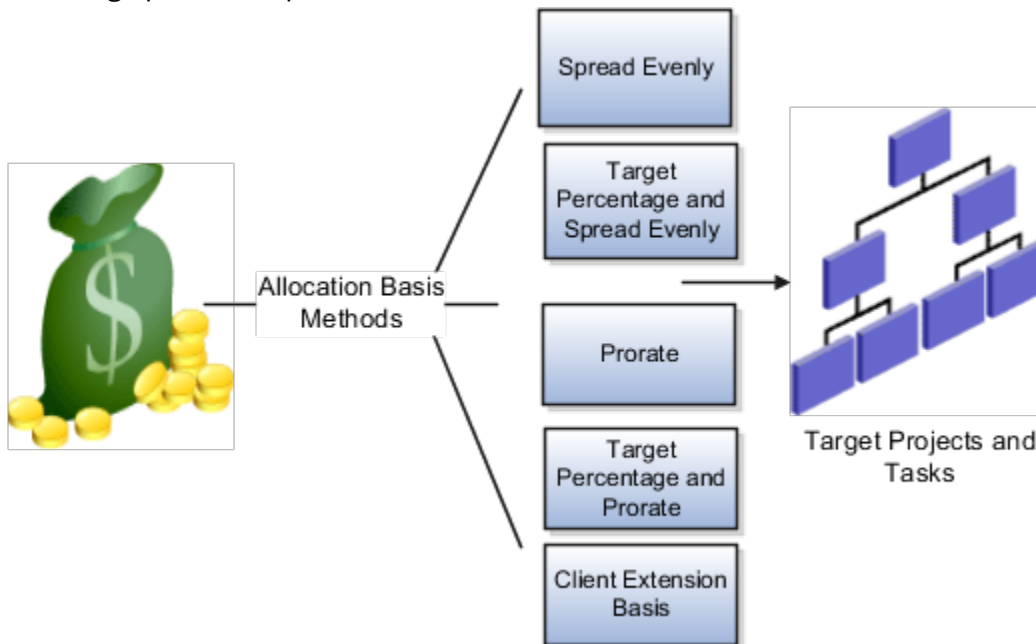 Spread Evenly
Target
Percentage and
Spread Evenly
Allocation Basis
Methods
Prorate
Target
Percentage and
Prorate
Client Extension
Basis
Target Projects and
Tasks
$